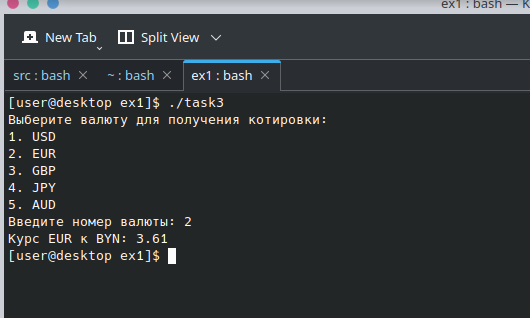 ex1 : bash — K
New Tab
Split View
src : bash
~ : bash
ex1 : bash
[user@desktop ex1]$ ./task3
Выберите валюту для получения котировки:
1. USD
2. EUR
3. GBP
4. JPY
5. AUD
Введите номер валюты: 2
Курс EUR к BYN: 3.61
[user@desktop ex1]$